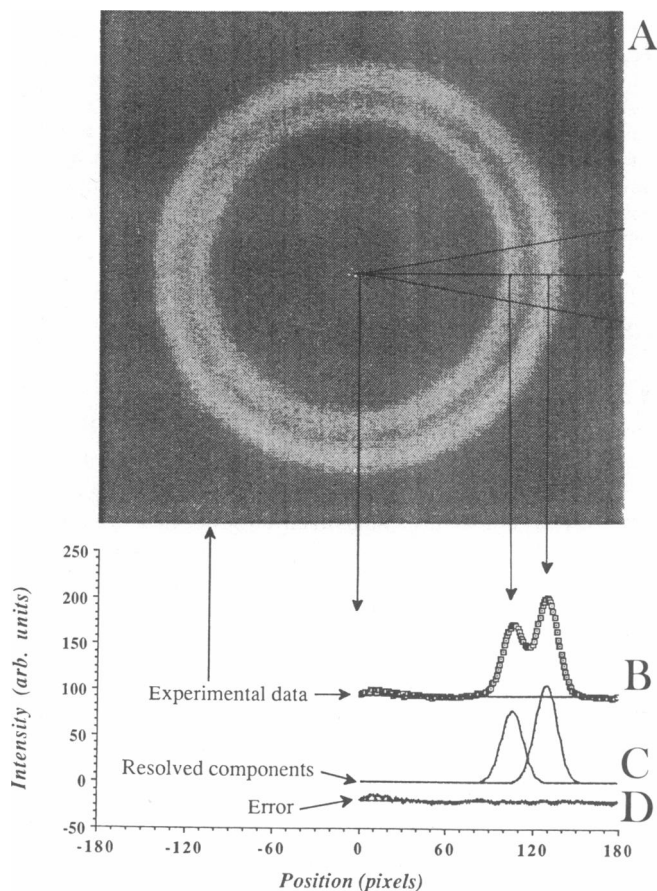 A
250
200
150
100
50
0
-50
Intensity (arb. units)
Experimental data
B
Resolved components
C
Error
D
-180 -120 -60 0 60 120 180
Position (pixels)